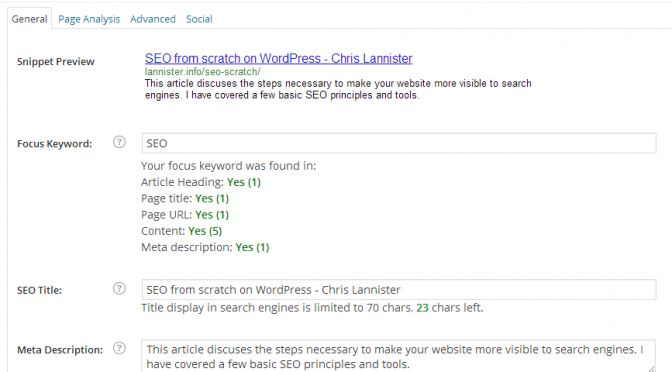 General Page Analysis Advanced Social
Snippet Preview
SEO from scratch on WordPress - Chris Lannister
lannister.info/seo-scratch/
This article discuses the steps necessary to make your website more visible to search
engines. I have covered a few basic SEO principles and tools.
Focus Keyword: ? SEO
Your focus keyword was found in:
Article Heading: Yes (1)
Page title: Yes (1)
Page URL: Yes (1)
Content: Yes (5)
Meta description: Yes (1)
SEO Title: ? SEO from scratch on WordPress - Chris Lannister
Title display in search engines is limited to 70 chars, 23 chars left.
Meta Description: ? This article discuses the steps necessary to make your website more visible to search engines. I
have covered a few basic SEO principles and tools.